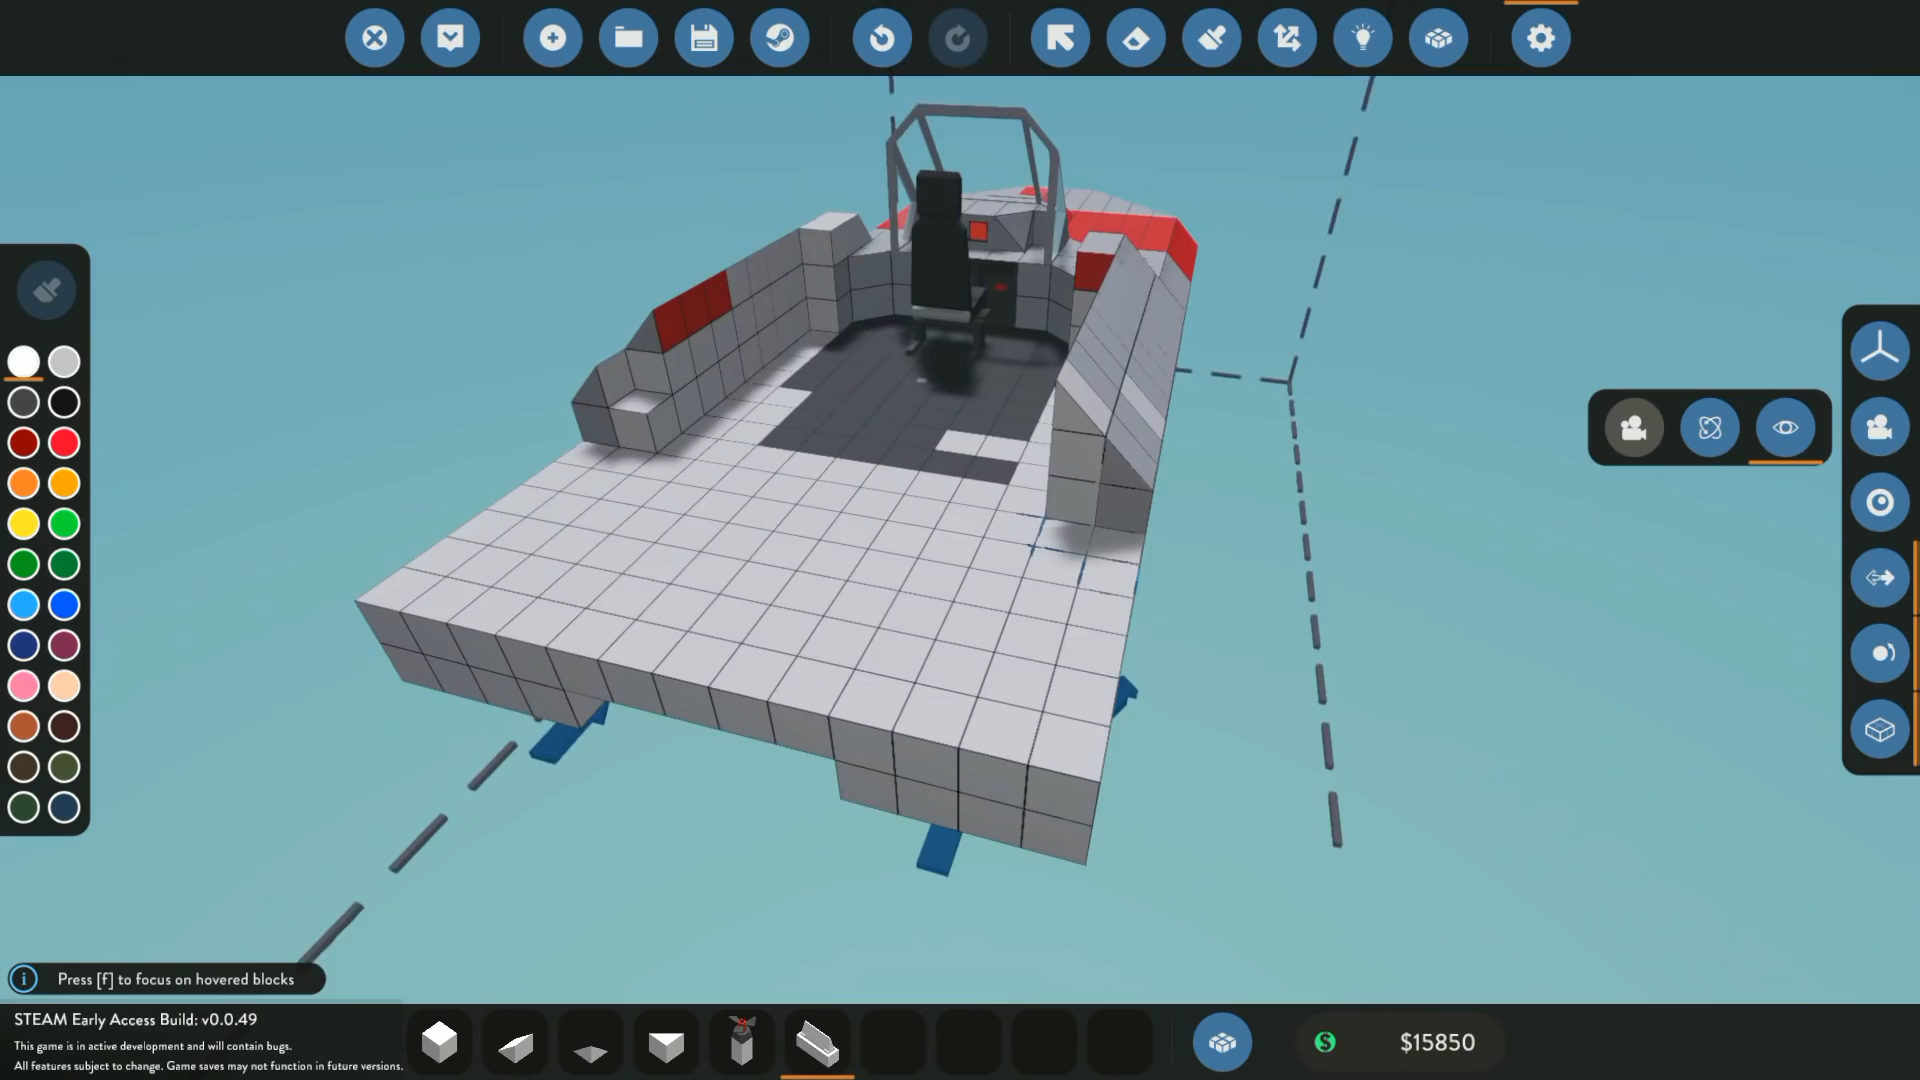 Press [f] to focus on hovered blocks
STEAM Early Access Build: v0.0.49
This game is in active development and will contain bugs.
All features subject to change. Game saves may not function in future versions.
$15850